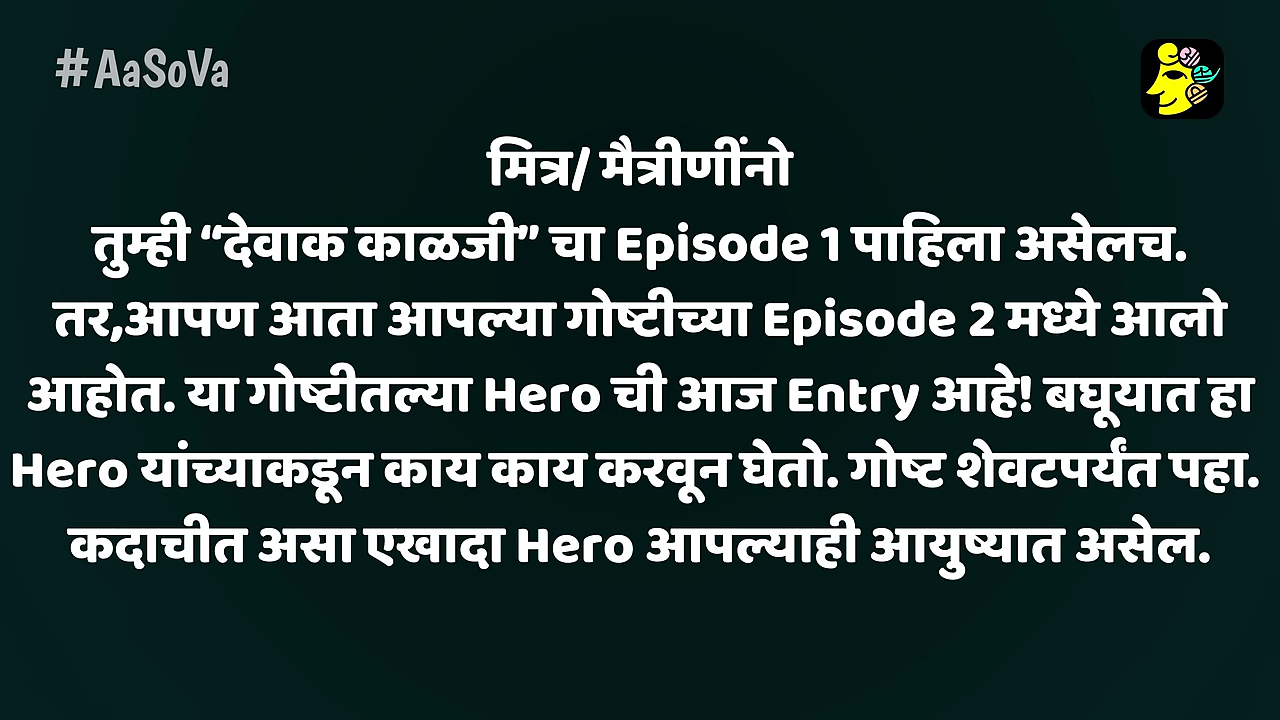 #AaSoVa
मित्र/ मैत्रीणींनो
तुम्ही “देवाक काळजी” चा Episode 1 पाहिला असेलच.
तर,आपण आता आपल्या गोष्टीच्या Episode 2 मध्ये आलो
आहोत. या गोष्टीतल्या Hero ची आज Entry आहे! बघूयात हा
Hero यांच्याकडून काय काय करवून घेतो. गोष्ट शेवटपर्यंत पहा.
कदाचीत असा एखादा Hero आपल्याही आयुष्यात असेल.